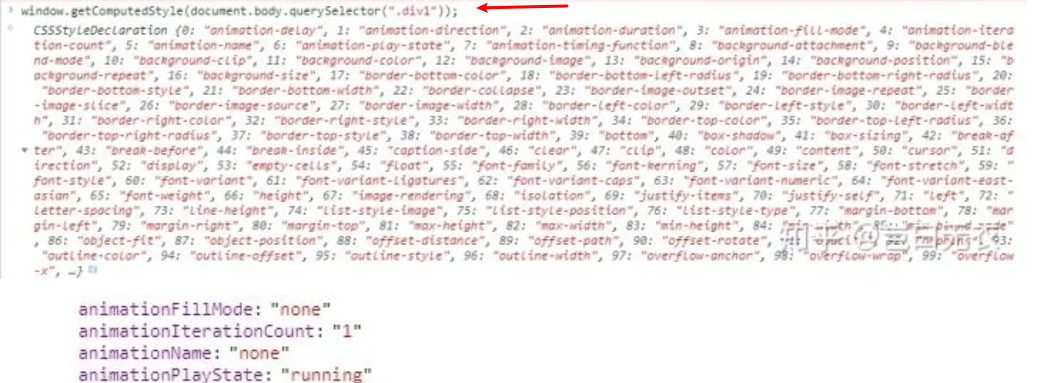 window.getComputedStyle(document.body.querySelector(".div1"));
CSSStyleDeclaration {0: "animation-delay", 1: "animation-direction", 2: "animation-duration", 3: "animation-fill-mode", 4: "animation-itera
tion-count", 5: "animation-name", 6: "animation-play-state", 7: "animation-timing-function", 8: "background-attachment", 9: "background-ble
nd-mode", 10: "background-clip", 11: "background-color", 12: "background-image", 13: "background-origin", 14: "background-position", 15: "b
ackground-repeat", 16: "background-size", 17: "border-bottom-color", 18: "border-bottom-left-radius", 19: "border-bottom-right-radius", 20:
"border-bottom-style", 21: "border-bottom-width", 22: "border-collapse", 23: "border-image-outset", 24: "border-image-repeat", 25: "border
-image-slice", 26: "border-image-source", 27: "border-image-width", 28: "border-left-color", 29: "border-left-style", 30: "border-left-widt
h", 31: "border-right-color", 32: "border-right-style", 33: "border-right-width", 34: "border-top-color", 35: "border-top-left-radius", 36:
"border-top-right-radius", 37: "border-top-style", 38: "border-top-width", 39: "bottom", 40: "box-shadow", 41: "box-sizing", 42: "break-af
ter", 43: "break-before", 44: "break-inside", 45: "caption-side", 46: "clear", 47: "clip", 48: "color", 49: "content", 50: "cursor", 51: "d
irection", 52: "display", 53: "empty-cells", 54: "float", 55: "font-family", 56: "font-kerning", 57: "font-size", 58: "font-stretch", 59: "
font-style", 60: "font-variant", 61: "font-variant-ligatures", 62: "font-variant-caps", 63: "font-variant-numeric", 64: "font-variant-east-
asian", 65: "font-weight", 66: "height", 67: "image-rendering", 68: "isolation", 69: "justify-items", 70: "justify-self", 71: "left", 72: "
letter-spacing", 73: "line-height", 74: "list-style-image", 75: "list-style-position", 76: "list-style-type", 77: "margin-bottom", 78: "mar
gin-left", 79: "margin-right", 80: "margin-top", 81: "max-height", 82: "max-width", 83: "min-height", 84:
, 86: "object-fit", 87: "object-position", 88: "offset-distance", 89: "offset-path", 90: "offset-rotate", 93:
"outline-color", 94: "outline-offset", 95: "outline-style", 96: "outline-width", 97: "overflow-anchor", 98: "overflow-wrap", 99: "overflow
-x", …}
知乎
animationFillMode: "none"
animationIterationCount: "1"
animationName: "none"
animationPlayState: "running"